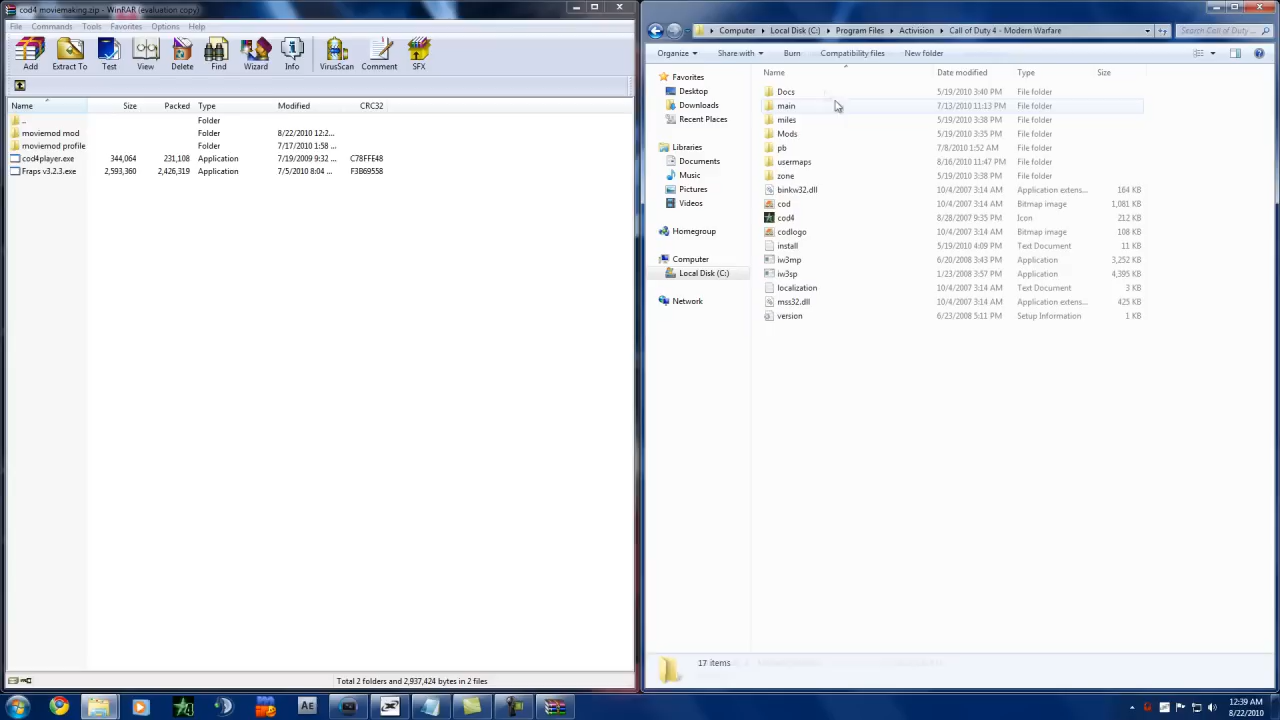 cod4 moviemaking.zip - WinRAR (evaluation copy)
File Commands Tools Favorites Options Help
Add Extract To Test View Delete Find Wizard Info VirusScan Comment SFX
Name Size Packed Type Modified CRC32
.. Folder
moviemod mod Folder 8/22/2010 12:2...
moviemod profile Folder 7/17/2010 1:58 ...
cod4player.exe 344,064 231,108 Application 7/19/2009 9:32 ... C78FFE48
Fraps v3.2.3.exe 2,593,360 2,426,319 Application 7/5/2010 8:04 ... F3B69558
Total 2 folders and 2,937,424 bytes in 2 files
Computer Local Disk (C:) Program Files Activision Call of Duty 4 - Modern Warfare Search Call of Duty ...
Organize Share with Burn Compatibility files New folder
Favorites
Desktop
Downloads
Recent Places
Libraries
Documents
Music
Pictures
Videos
Homegroup
Computer
Local Disk (C:)
Network
Name Date modified Type Size
Docs 5/19/2010 3:40 PM File folder
main 7/13/2010 11:13 PM File folder
miles 5/19/2010 3:38 PM File folder
Mods 5/19/2010 3:35 PM File folder
pb 7/8/2010 1:52 AM File folder
usermaps 8/16/2010 11:47 PM File folder
zone 5/19/2010 3:38 PM File folder
binkw32.dll 10/4/2007 3:14 AM Application extens... 164 KB
cod 10/4/2007 3:14 AM Bitmap image 1,081 KB
cod4 8/28/2007 9:35 PM Icon 212 KB
codlogo 10/4/2007 3:14 AM Bitmap image 108 KB
install 5/19/2010 4:09 PM Text Document 11 KB
iw3mp 6/20/2008 3:43 PM Application 3,252 KB
iw3sp 1/23/2008 3:57 PM Application 4,395 KB
localization 10/4/2007 3:14 AM Text Document 3 KB
mss32.dll 10/4/2007 3:14 AM Application extens... 425 KB
version 6/23/2008 5:11 PM Setup Information 1 KB
17 items
AE
12:39 AM
8/22/2010